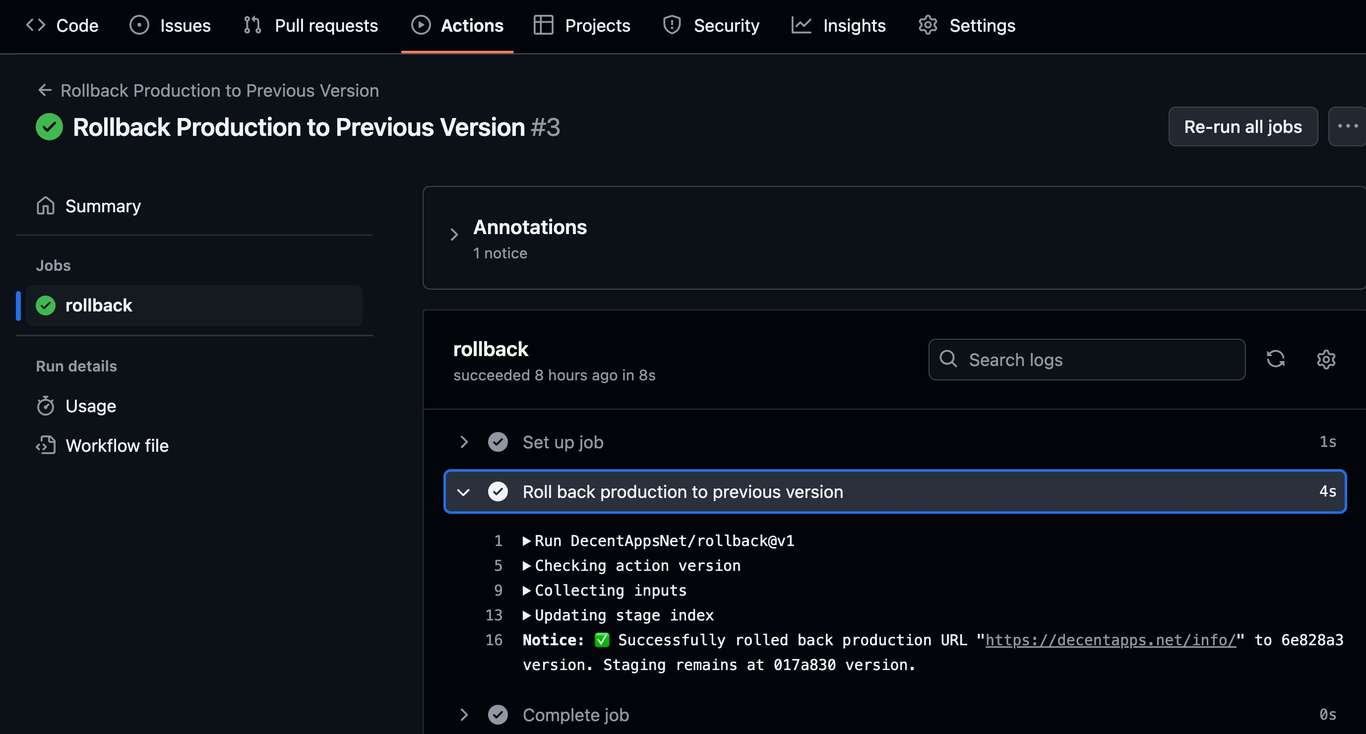 Code Issues Pull requests Actions Projects Security Insights Settings
← Rollback Production to Previous Version
Rollback Production to Previous Version #3
Re-run all jobs ···
Summary
Jobs
rollback
Run details
Usage
Workflow file
Annotations
1 notice
rollback
succeeded 8 hours ago in 8s
Search logs
Set up job 1s
Roll back production to previous version 4s
1 ▶Run DecentAppsNet/rollback@v1
5 ▶Checking action version
9 ▶Collecting inputs
13 ▶Updating stage index
16 Notice: ✅ Successfully rolled back production URL "https://decentapps.net/info/" to 6e828a3
version. Staging remains at 017a830 version.
Complete job 0s